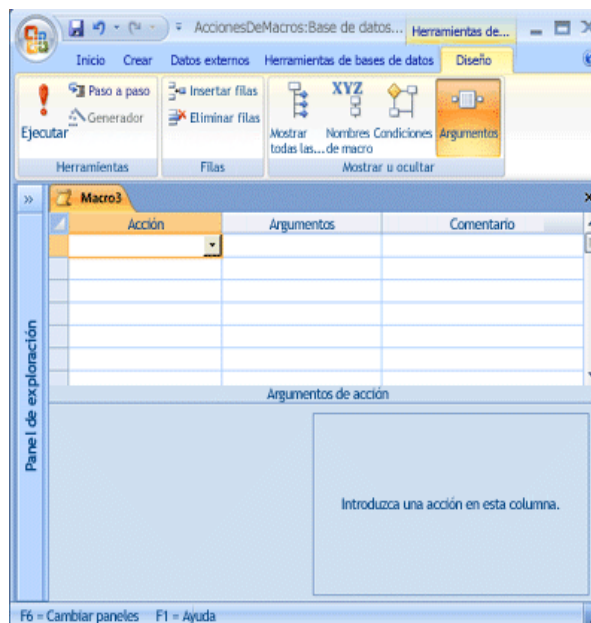 AccionesDeMacros:Base de datos... Herramientas de...
Inicio Crear Datos externos Herramientas de bases de datos Diseño
Ejecutar
Paso a paso
Generador
Herramientas
Insertar filas
Eliminar filas
Filas
Mostrar todas las...
XYZ
Nombres de macro
Condiciones
Argumentos
Mostrar u ocultar
» Macro3
Acción Argumentos Comentario
Panel de exploración
Argumentos de acción
Introduzca una acción en esta columna.
F6 = Cambiar paneles F1 = Ayuda